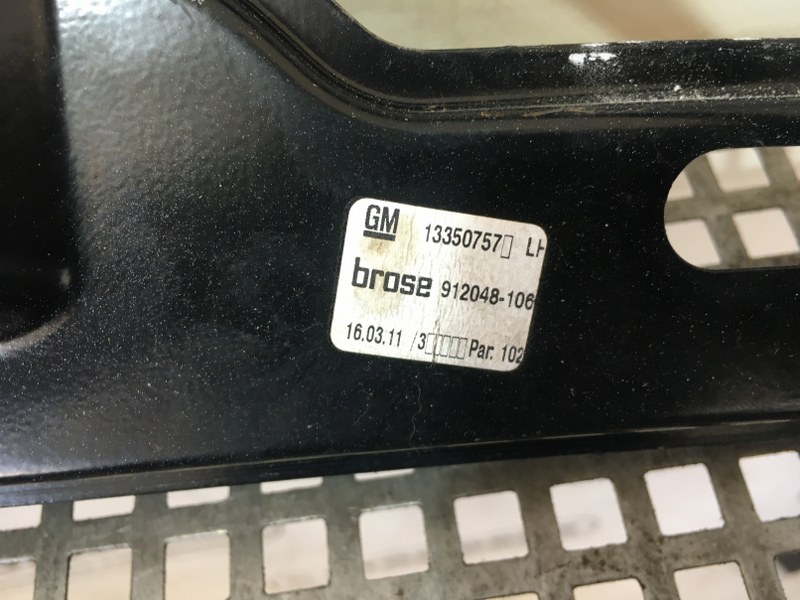 GM 13350757▯ LH
brose 912048-106
16.03.11 /3▯▯▯▯▯ Par. 102